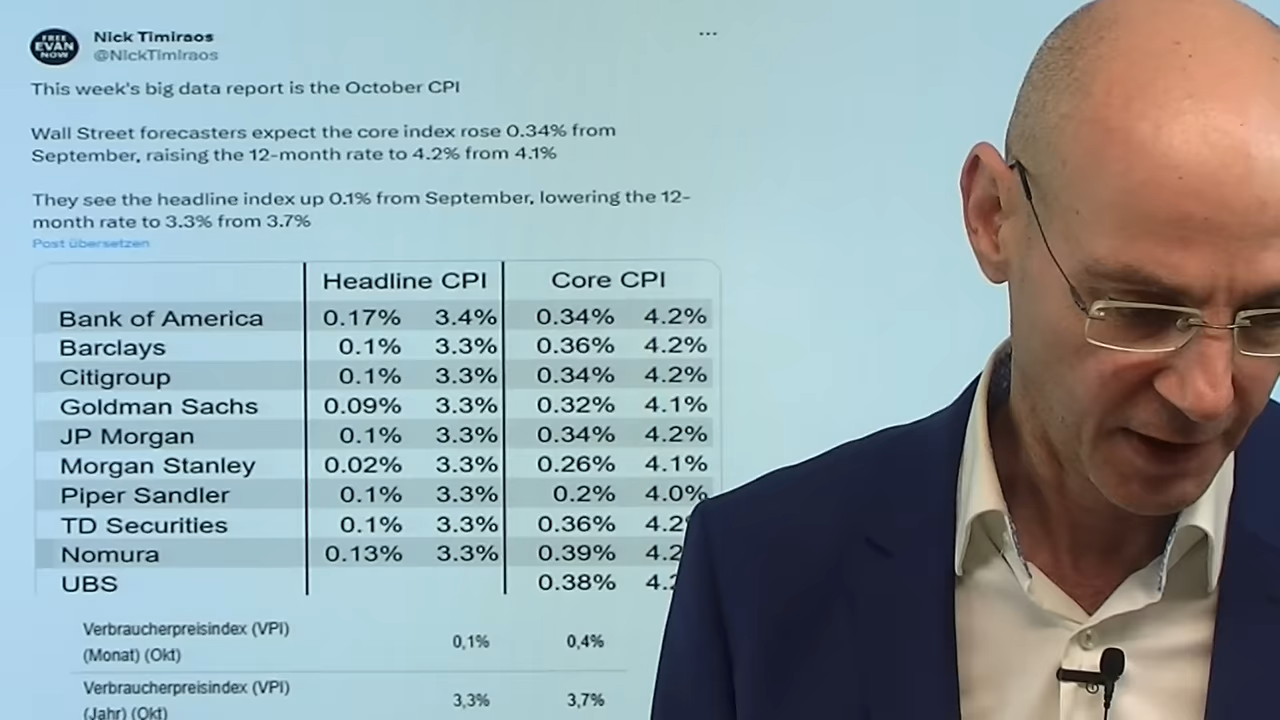 FREE
EVAN
NOW
Nick Timiraos
@NickTimiraos
...
This week's big data report is the October CPI
Wall Street forecasters expect the core index rose 0.34% from
September, raising the 12-month rate to 4.2% from 4.1%
They see the headline index up 0.1% from September, lowering the 12-
month rate to 3.3% from 3.7%
Post übersetzen
Headline CPI Core CPI
Bank of America 0.17% 3.4% 0.34% 4.2%
Barclays 0.1% 3.3% 0.36% 4.2%
Citigroup 0.1% 3.3% 0.34% 4.2%
Goldman Sachs 0.09% 3.3% 0.32% 4.1%
JP Morgan 0.1% 3.3% 0.34% 4.2%
Morgan Stanley 0.02% 3.3% 0.26% 4.1%
Piper Sandler 0.1% 3.3% 0.2% 4.0%
TD Securities 0.1% 3.3% 0.36% 4.2
Nomura 0.13% 3.3% 0.39% 4.2
UBS 0.38%
Verbraucherpreisindex (VPI)
(Monat) (Okt) 0,1% 0,4%
Verbraucherpreisindex (VPI)
(Jahr) (Okt) 3,3% 3,7%